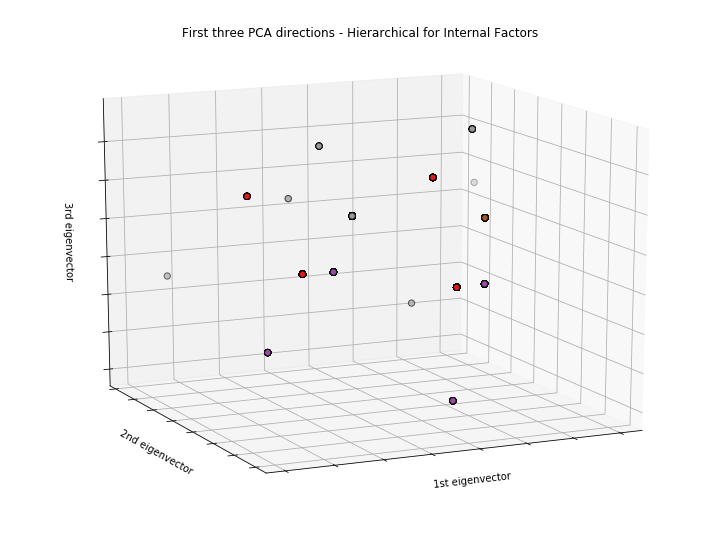 First three PCA directions - Hierarchical for Internal Factors
3rd eigenvector
2nd eigenvector
1st eigenvector